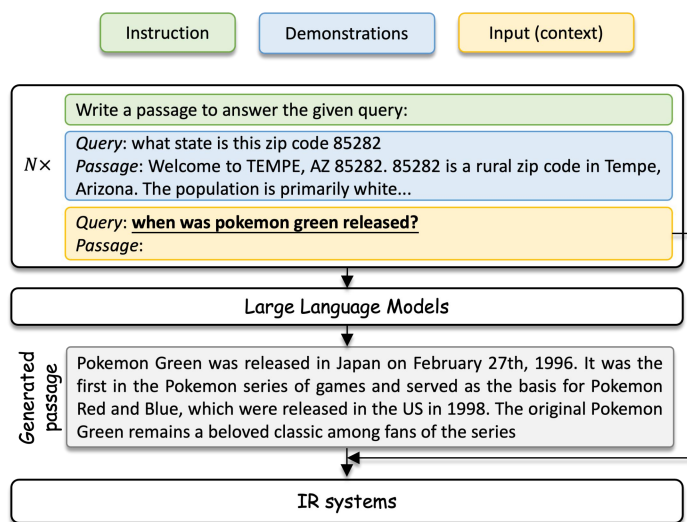 Instruction
Demonstrations
Input (context)
Write a passage to answer the given query:
N×
Query: what state is this zip code 85282
Passage: Welcome to TEMPE, AZ 85282. 85282 is a rural zip code in Tempe,
Arizona. The population is primarily white...
Query: when was pokemon green released?
Passage:
Large Language Models
Generated
passage
Pokemon Green was released in Japan on February 27th, 1996. It was the
first in the Pokemon series of games and served as the basis for Pokemon
Red and Blue, which were released in the US in 1998. The original Pokemon
Green remains a beloved classic among fans of the series
IR systems